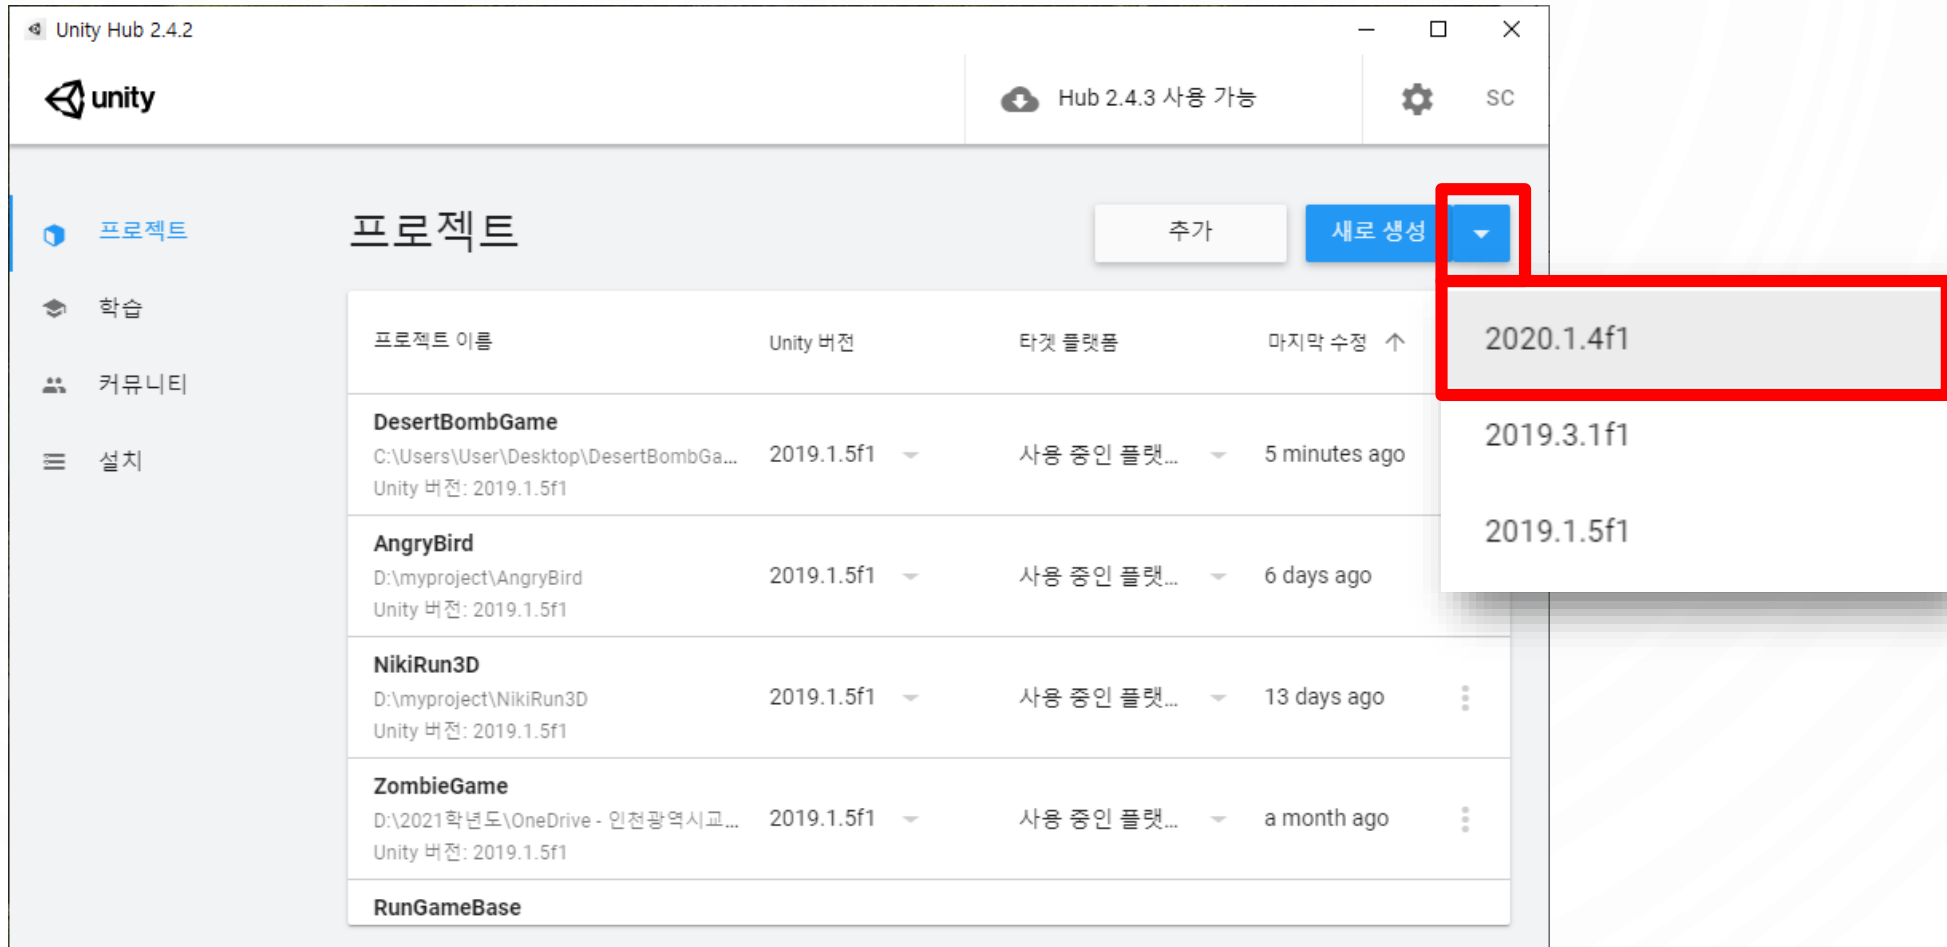 Unity Hub 2.4.2
unity
Hub 2.4.3 사용 가능
SC
프로젝트
학습
커뮤니티
설치
프로젝트
추가
새로 생성
2020.1.4f1
2019.3.1f1
2019.1.5f1
프로젝트 이름 Unity 버전 타겟 플랫폼 마지막 수정
DesertBombGame
C:\Users\User\Desktop\DesertBombGa... 2019.1.5f1 사용 중인 플랫... 5 minutes ago
Unity 버전: 2019.1.5f1
AngryBird
D:\myproject\AngryBird 2019.1.5f1 사용 중인 플랫... 6 days ago
Unity 버전: 2019.1.5f1
NikiRun3D
D:\myproject\NikiRun3D 2019.1.5f1 사용 중인 플랫... 13 days ago
Unity 버전: 2019.1.5f1
ZombieGame
D:\2021학년도\OneDrive - 인천광역시교... 2019.1.5f1 사용 중인 플랫... a month ago
Unity 버전: 2019.1.5f1
RunGameBase